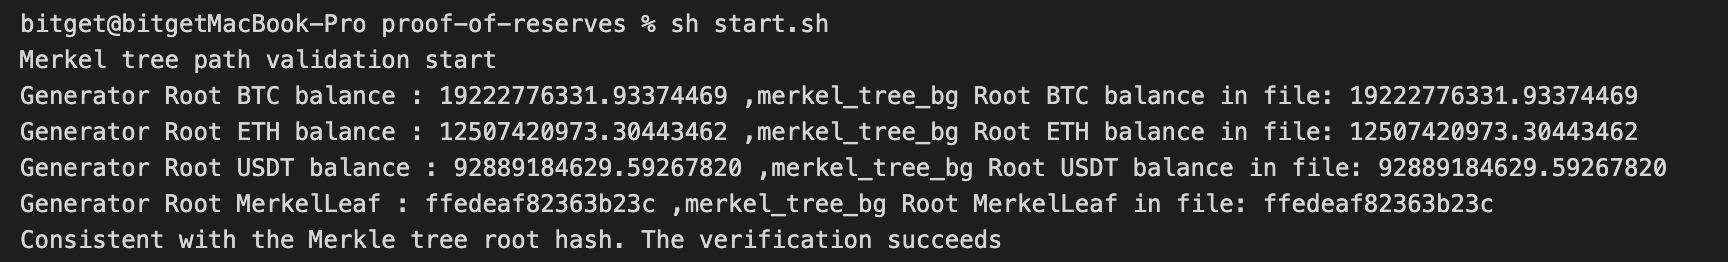 bitget@bitgetMacBook-Pro proof-of-reserves % sh start.sh
Merkel tree path validation start
Generator Root BTC balance : 19222776331.93374469 ,merkel_tree_bg Root BTC balance in file: 19222776331.93374469
Generator Root ETH balance : 12507420973.30443462 ,merkel_tree_bg Root ETH balance in file: 12507420973.30443462
Generator Root USDT balance : 92889184629.59267820 ,merkel_tree_bg Root USDT balance in file: 92889184629.59267820
Generator Root MerkelLeaf : ffedeaf82363b23c ,merkel_tree_bg Root MerkelLeaf in file: ffedeaf82363b23c
Consistent with the Merkle tree root hash. The verification succeeds